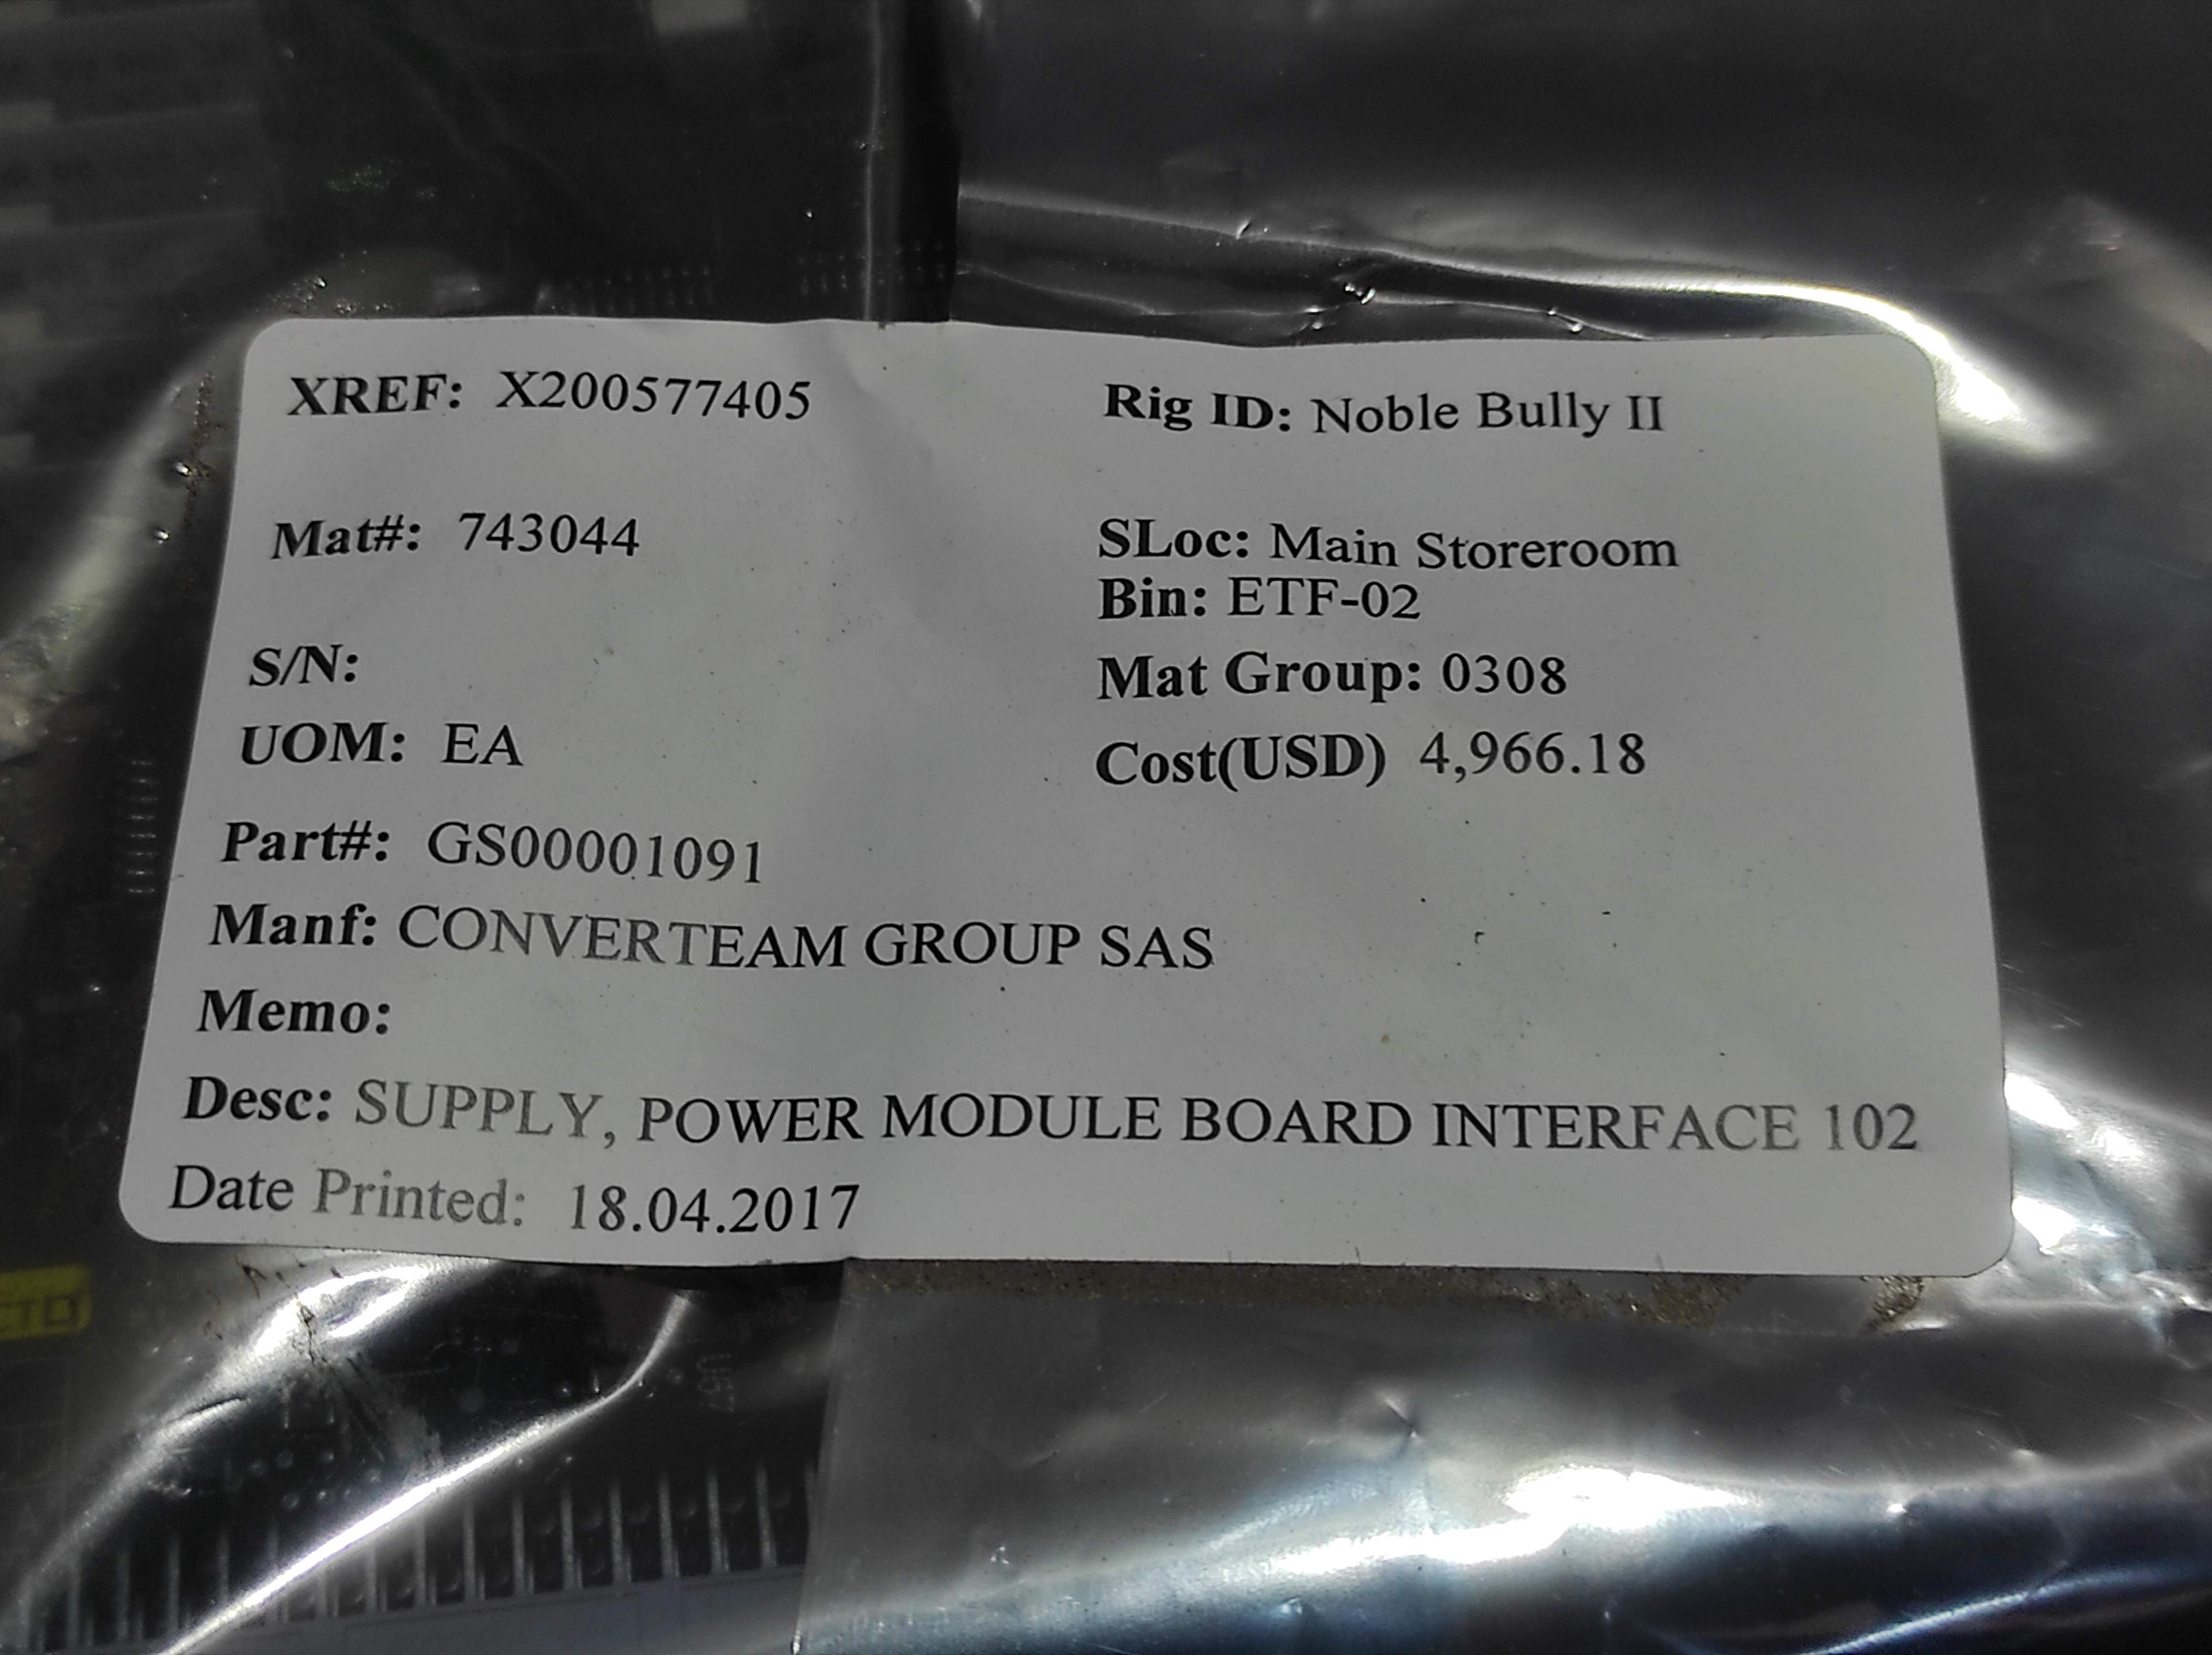 XREF: X200577405 Rig ID: Noble Bully II
Mat#: 743044 SLoc: Main Storeroom
Bin: ETF-02
S/N: Mat Group: 0308
UOM: EA Cost(USD) 4,966.18
Part#: GS00001091
Manf: CONVERTEAM GROUP SAS
Memo:
Desc: SUPPLY, POWER MODULE BOARD INTERFACE 102
Date Printed: 18.04.2017